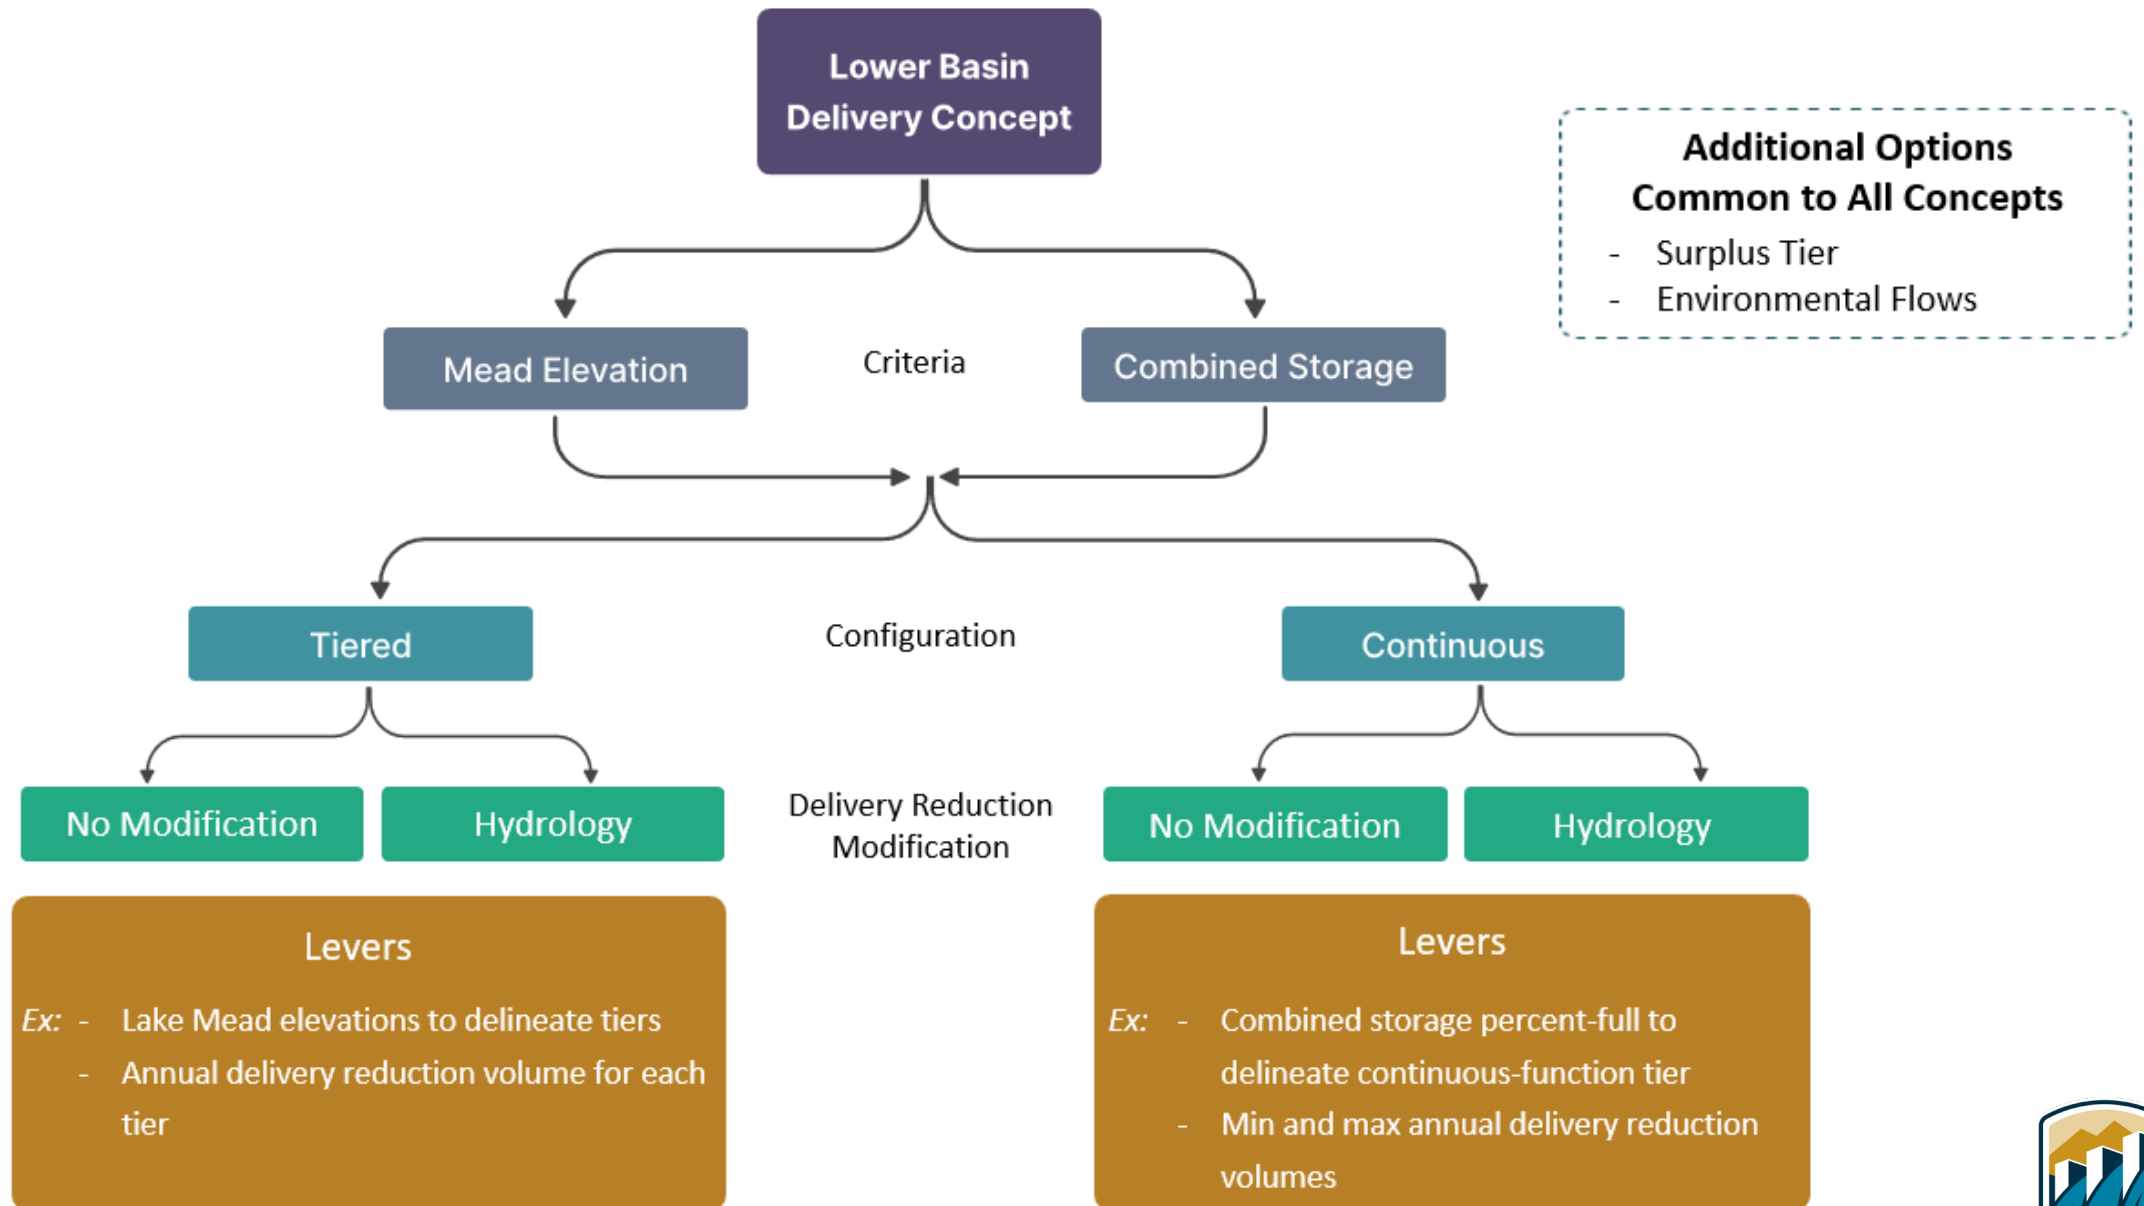 Lower Basin
Delivery Concept
Additional Options
Common to All Concepts
- Surplus Tier
- Environmental Flows
Mead Elevation
Criteria
Combined Storage
Tiered
Configuration
Continuous
No Modification
Hydrology
Delivery Reduction
Modification
No Modification
Hydrology
Levers
Ex: - Lake Mead elevations to delineate tiers
- Annual delivery reduction volume for each
tier
Levers
Ex: - Combined storage percent-full to
delineate continuous-function tier
- Min and max annual delivery reduction
volumes